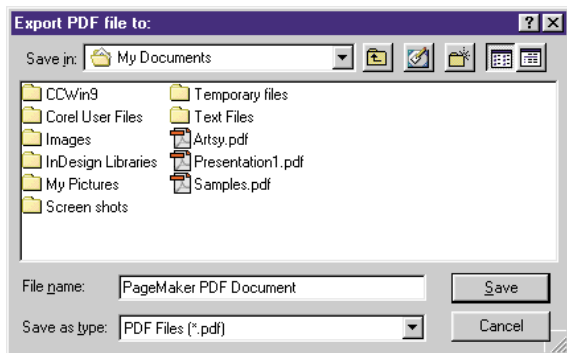 Export PDF file to:
Save in: My Documents
CCWin9
Corel User Files
Images
InDesign Libraries
My Pictures
Screen shots
Temporary files
Text Files
Artsy.pdf
Presentation1.pdf
Samples.pdf
File name: PageMaker PDF Document
Save
Save as type: PDF Files (*.pdf)
Cancel